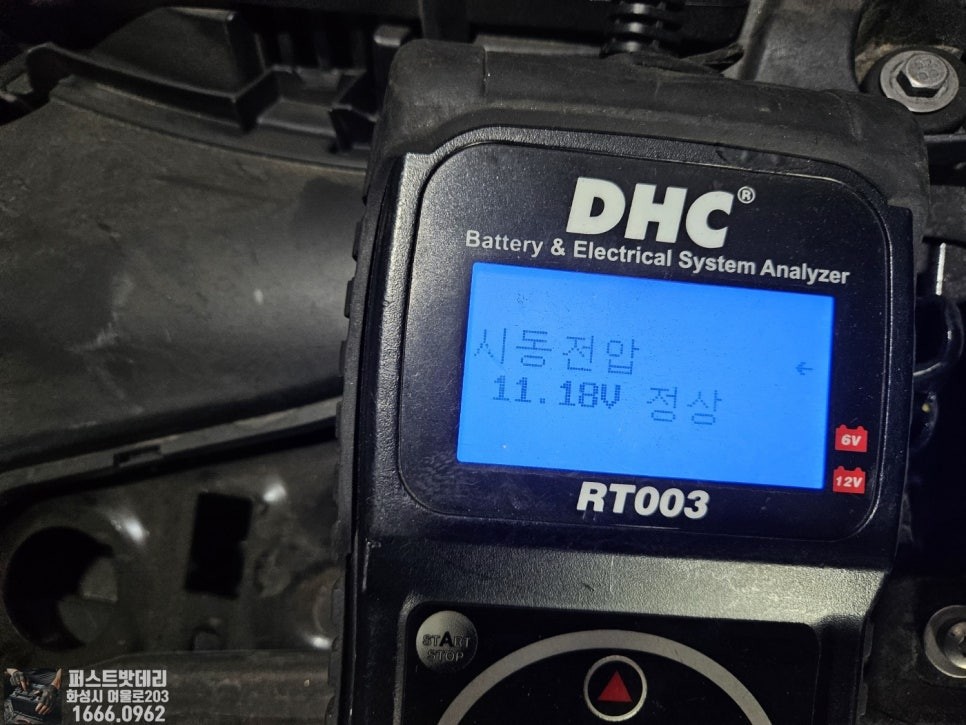 DHC®
Battery & Electrical System Analyzer
시동전압 ←
11.18V 정상
6V
12V
RT003
START
STOP
퍼스트밧데리
화성시 여울로203
1666.0962